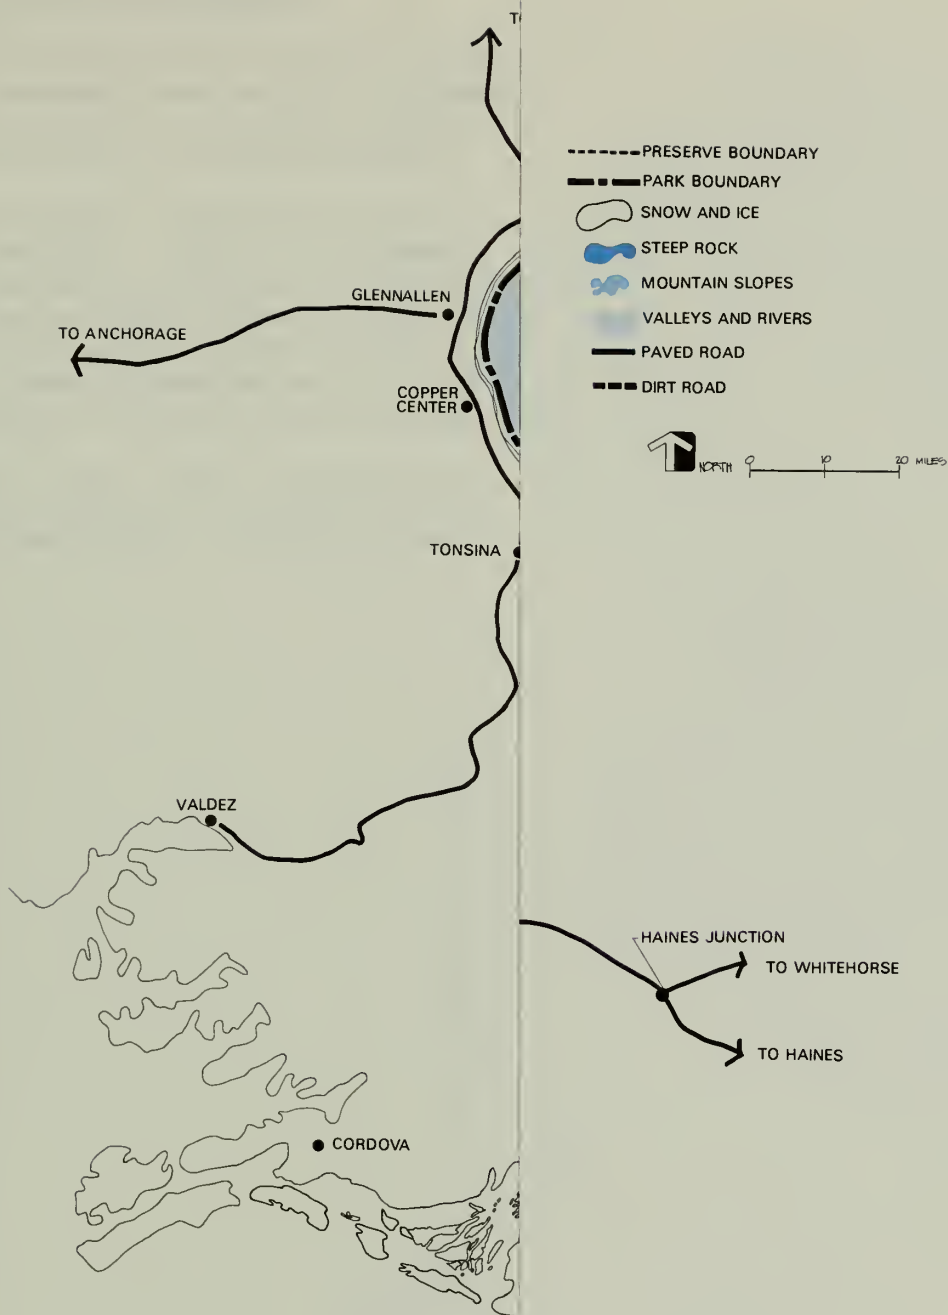 PRESERVE BOUNDARY
PARK BOUNDARY
SNOW AND ICE
STEEP ROCK
MOUNTAIN SLOPES
VALLEYS AND RIVERS
PAVED ROAD
DIRT ROAD
NORTH 0 10 20 MILES
GLENNALLEN
TO ANCHORAGE
COPPER
CENTER
TONSINA
VALDEZ
HAINES JUNCTION
TO WHITEHORSE
TO HAINES
CORDOVA